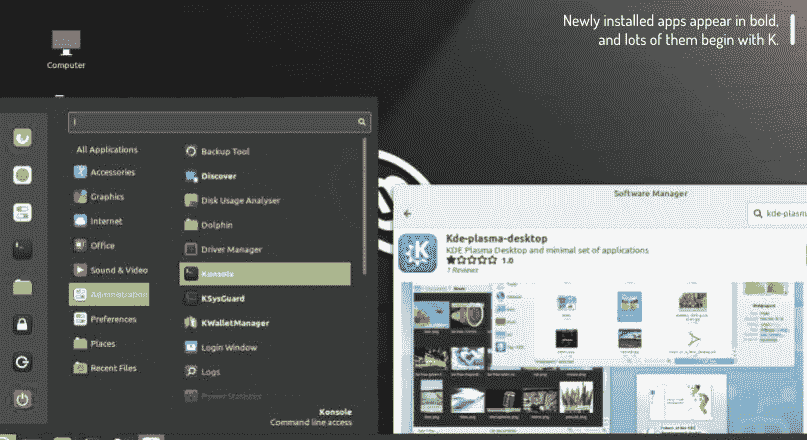 Newly installed apps appear in bold,
and lots of them begin with K.
Computer
All Applications
Accessories
Graphics
Internet
Office
Sound & Video
Administration
Preferences
Places
Recent Files
Backup Tool
Discover
Disk Usage Analyser
Dolphin
Driver Manager
Konsole
KSysGuard
KWalletManager
Login Window
Logs
Power Statistics
Konsole
Command line access
Software Manager
kde-plasm
Kde-plasma-desktop
KDE Plasma Desktop and minimal set of applications
1.0
1 Reviews